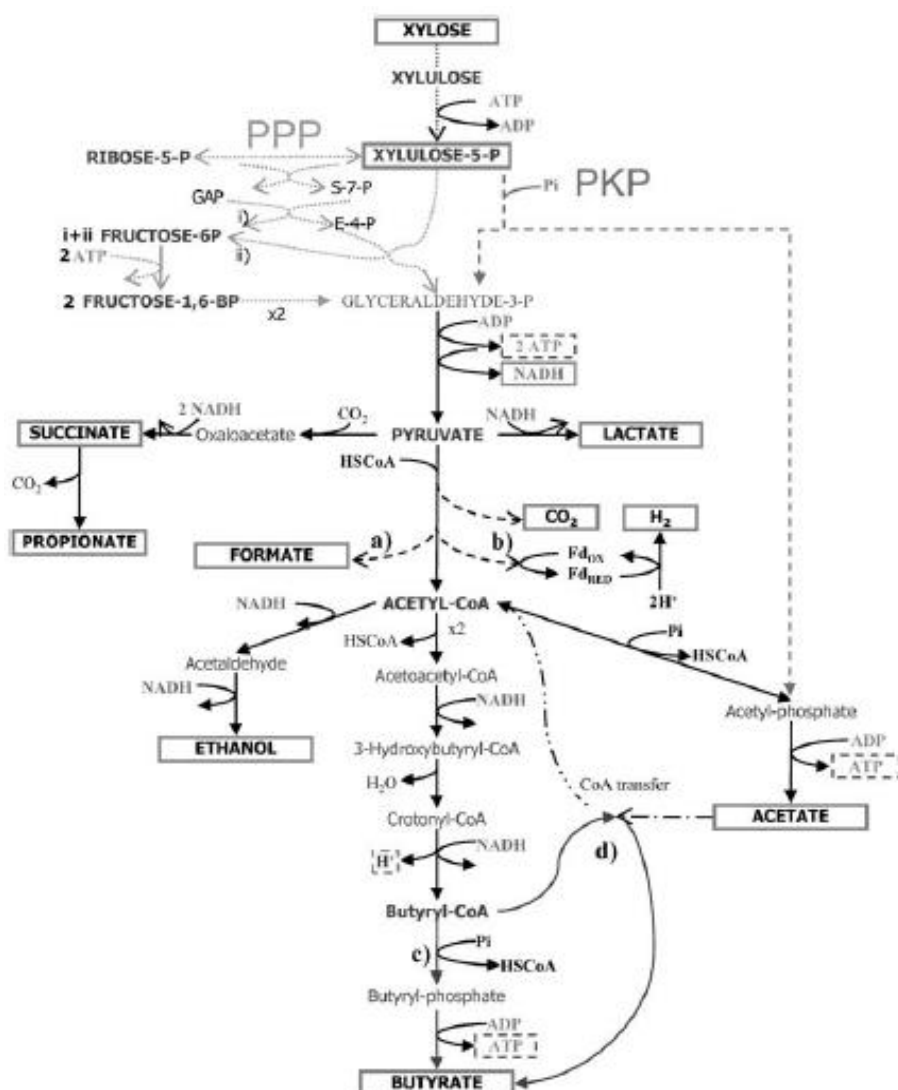 XYLOSE
XYLULOSE
ATP
ADP
PPP
RIBOSE-5-P
XYLULOSE-5-P
Pi
PKP
S-7-P
GAP
i)
E-4-P
i+ii FRUCTOSE-6P
ii)
2 ATP
2 FRUCTOSE-1,6-BP
x2
GLYCERALDEHYDE-3-P
ADP
2 ATP
NADH
2 NADH
CO2
NADH
SUCCINATE
Oxaloacetate
PYRUVATE
LACTATE
HSCoA
CO2
CO2
H2
PROPIONATE
FORMATE
a)
b)
FdOX
FdRED
2H+
NADH
ACETYL-CoA
x2
Pi
HSCoA
HSCoA
Acetaldehyde
Acetoacetyl-CoA
NADH
NADH
Acetyl-phosphate
ETHANOL
3-Hydroxybutyryl-CoA
ADP
ATP
H2O
CoA transfer
Crotonyl-CoA
ACETATE
NADH
d)
H+
Butyryl-CoA
c)
Pi
HSCoA
Butyryl-phosphate
ADP
ATP
BUTYRATE